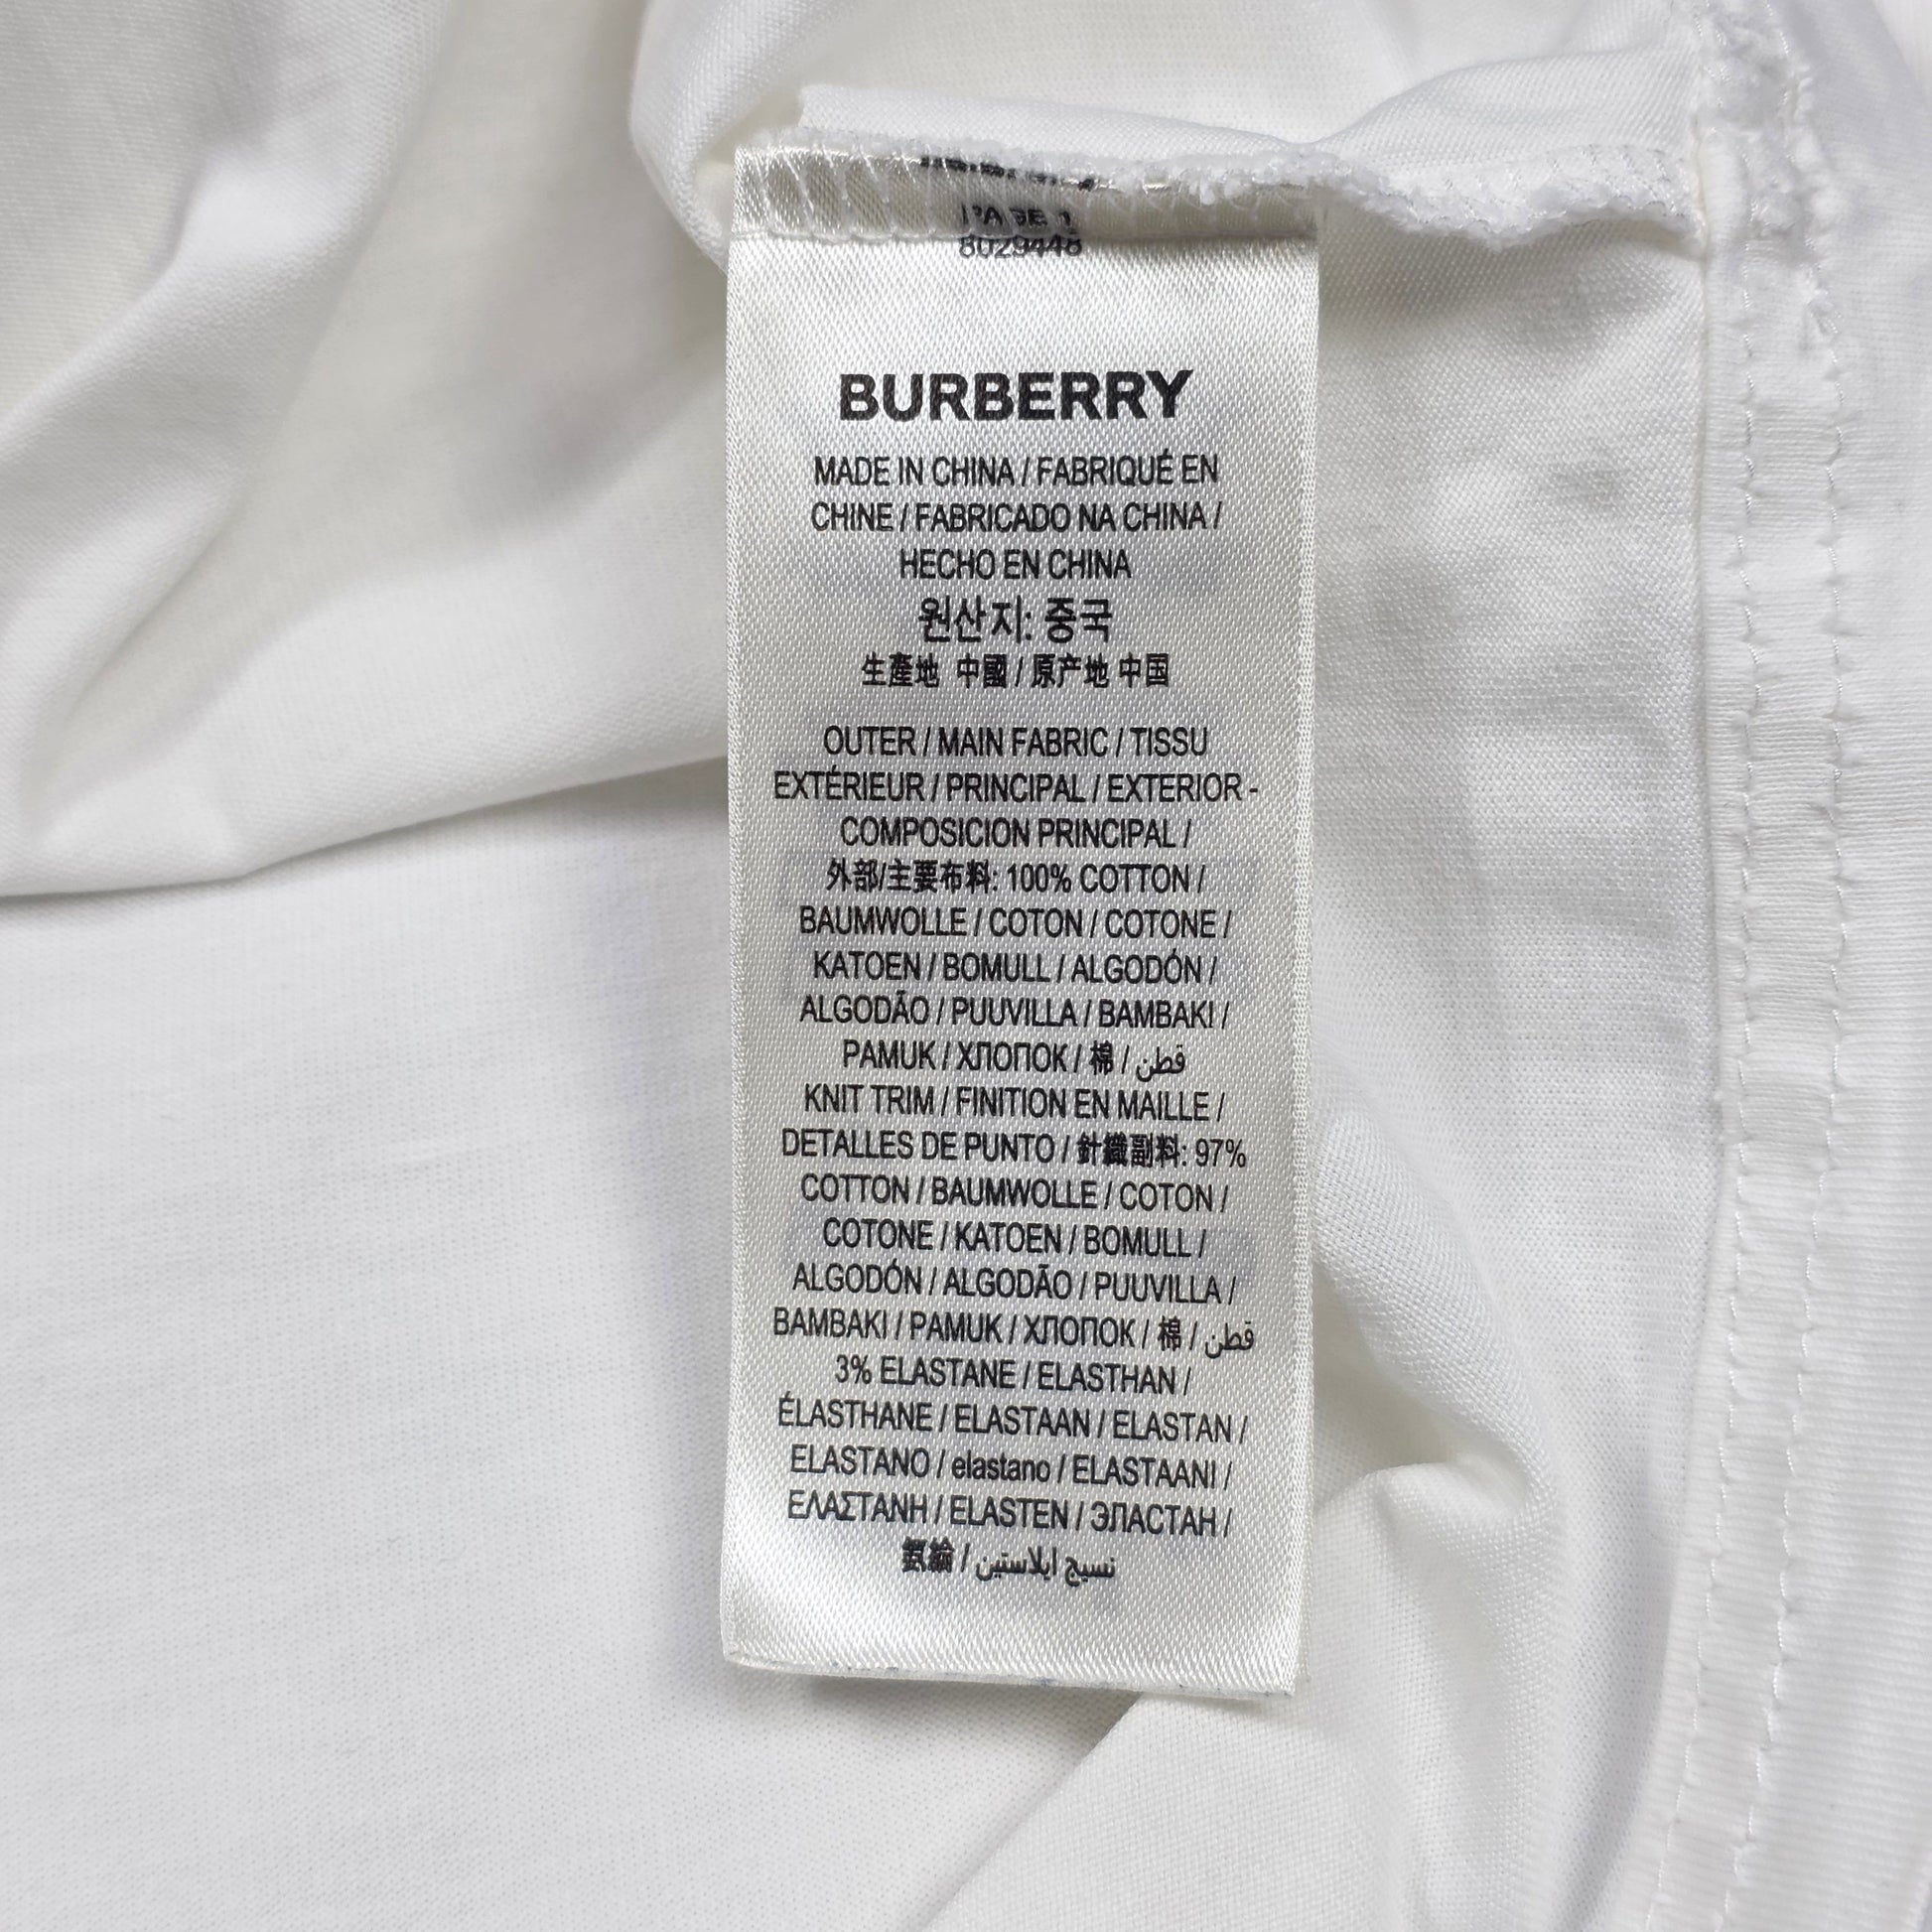 PAGE 1
8029448
BURBERRY
MADE IN CHINA / FABRIQUÉ EN
CHINE / FABRICADO NA CHINA /
HECHO EN CHINA
원산지: 중국
生產地 中國 / 原产地 中国
OUTER / MAIN FABRIC / TISSU
EXTÉRIEUR / PRINCIPAL / EXTERIOR -
COMPOSICION PRINCIPAL /
外部/主要布料: 100% COTTON /
BAUMWOLLE / COTON / COTONE /
KATOEN / BOMULL / ALGODÓN /
ALGODÃO / PUUVILLA / BAMBAKI /
PAMUK / ХЛОПОК / 棉 / قطن
KNIT TRIM / FINITION EN MAILLE /
DETALLES DE PUNTO / 針織副料: 97%
COTTON / BAUMWOLLE / COTON /
COTONE / KATOEN / BOMULL /
ALGODÓN / ALGODÃO / PUUVILLA /
BAMBAKI / PAMUK / ХЛОПОК / 棉 / قطن
3% ELASTANE / ELASTHAN /
ÉLASTHANE / ELASTAAN / ELASTAN /
ELASTANO / elastano / ELASTAANI /
ΕΛΑΣΤΑΝΗ / ELASTEN / ЭЛАСТАН /
氨綸 / نسيج ايلاستين